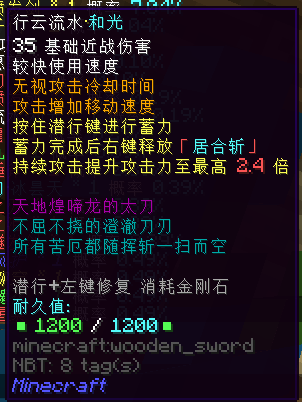 行云流水·和光
35 基础近战伤害
较快使用速度
无视攻击冷却时间
攻击增加移动速度
按住潜行键进行蓄力
蓄力完成后右键释放「居合斩」
持续攻击提升攻击力至最高 2.4 倍
天地煌啼龙的太刀
不屈不挠的澄澈刀刃
所有苦厄都随挥斩一扫而空
潜行+左键修复 消耗金刚石
耐久值:
1200 / 1200
minecraft:wooden_sword
NBT: 8 tag(s)
Minecraft